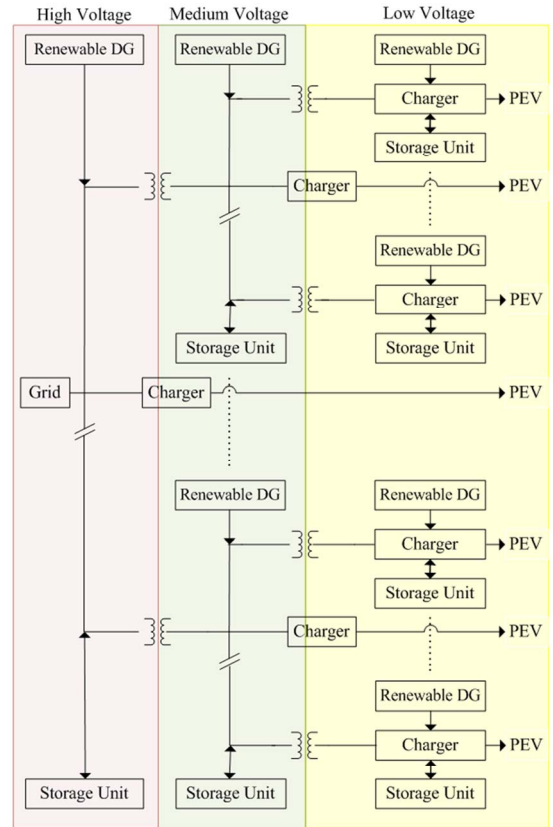 High Voltage Medium Voltage Low Voltage
Renewable DG Renewable DG Renewable DG
Charger PEV
Storage Unit
Charger PEV
Renewable DG
Charger PEV
Storage Unit Storage Unit
Grid Charger PEV
Renewable DG Renewable DG
Charger PEV
Storage Unit
Charger PEV
Renewable DG
Charger PEV
Storage Unit Storage Unit Storage Unit